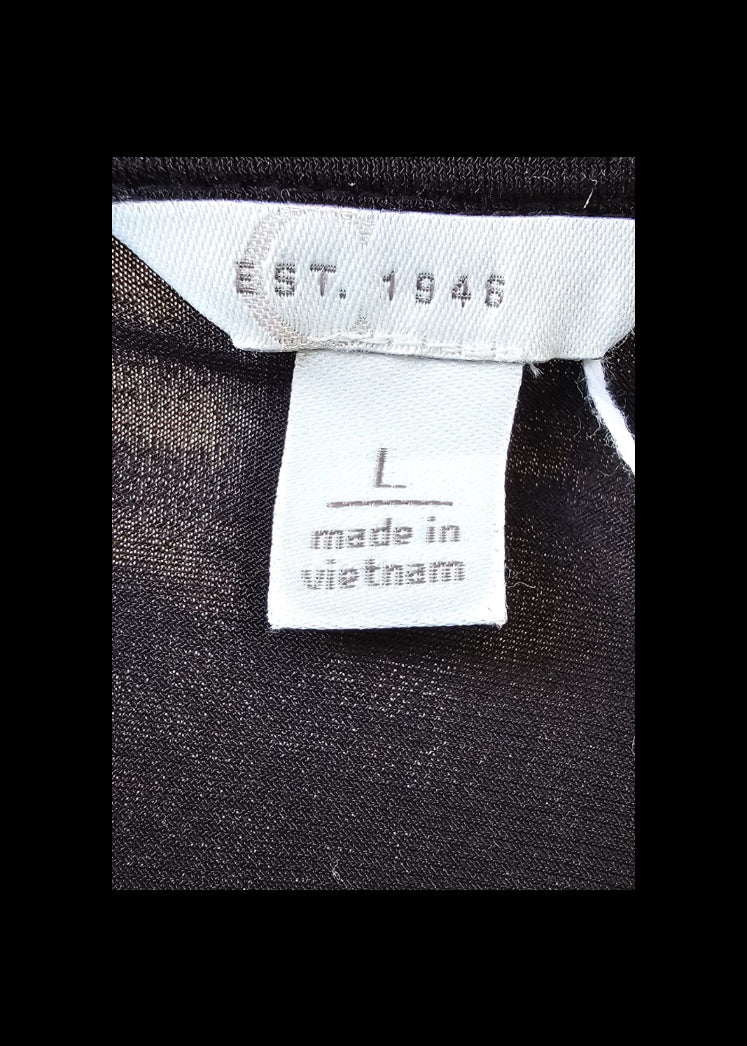 C
EST. 1946
L
made in
vietnam